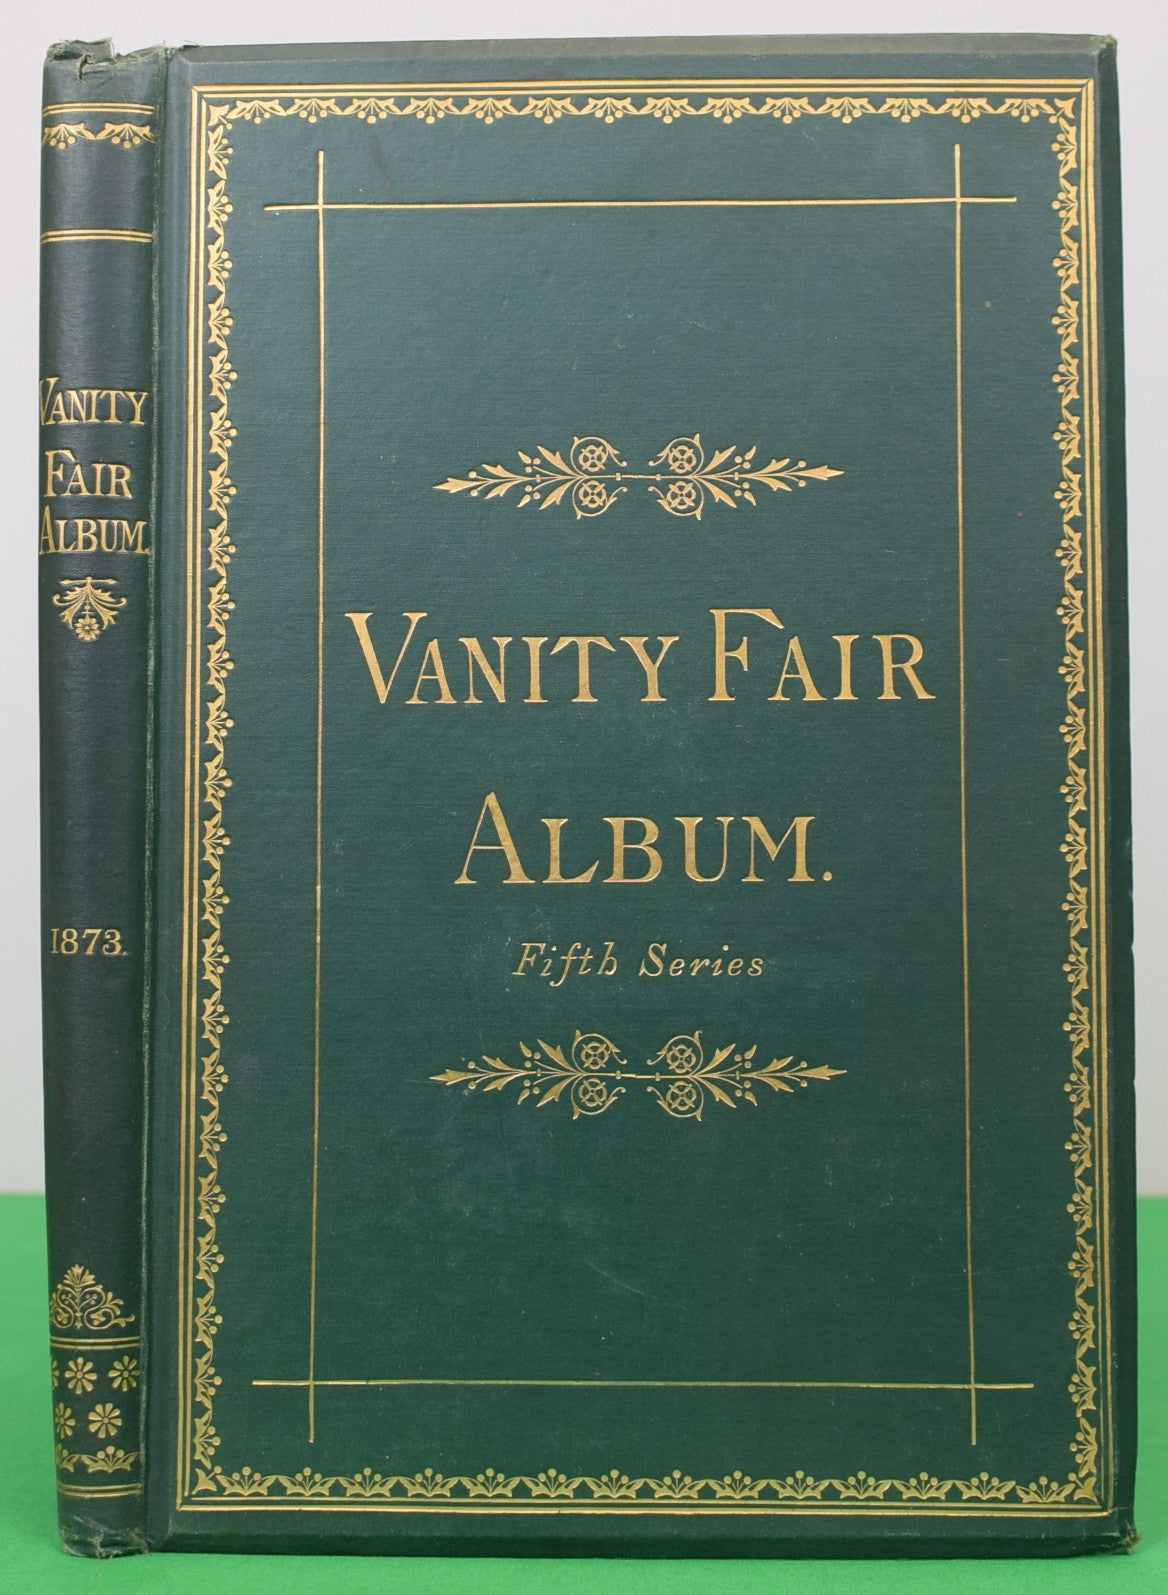 VANITY
FAIR
ALBUM.
1873.
VANITY FAIR
ALBUM.
Fifth Series